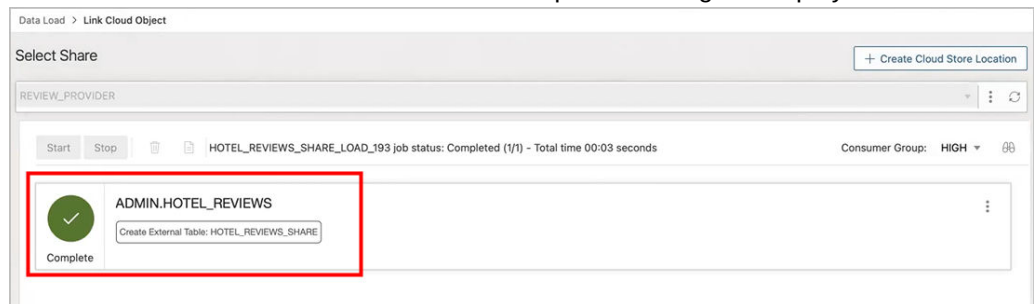 Data Load > Link Cloud Object
Select Share
+ Create Cloud Store Location
REVIEW_PROVIDER
Start Stop HOTEL_REVIEWS_SHARE_LOAD_193 job status: Completed (1/1) - Total time 00:03 seconds Consumer Group: HIGH
ADMIN.HOTEL_REVIEWS
Create External Table: HOTEL_REVIEWS_SHARE
Complete